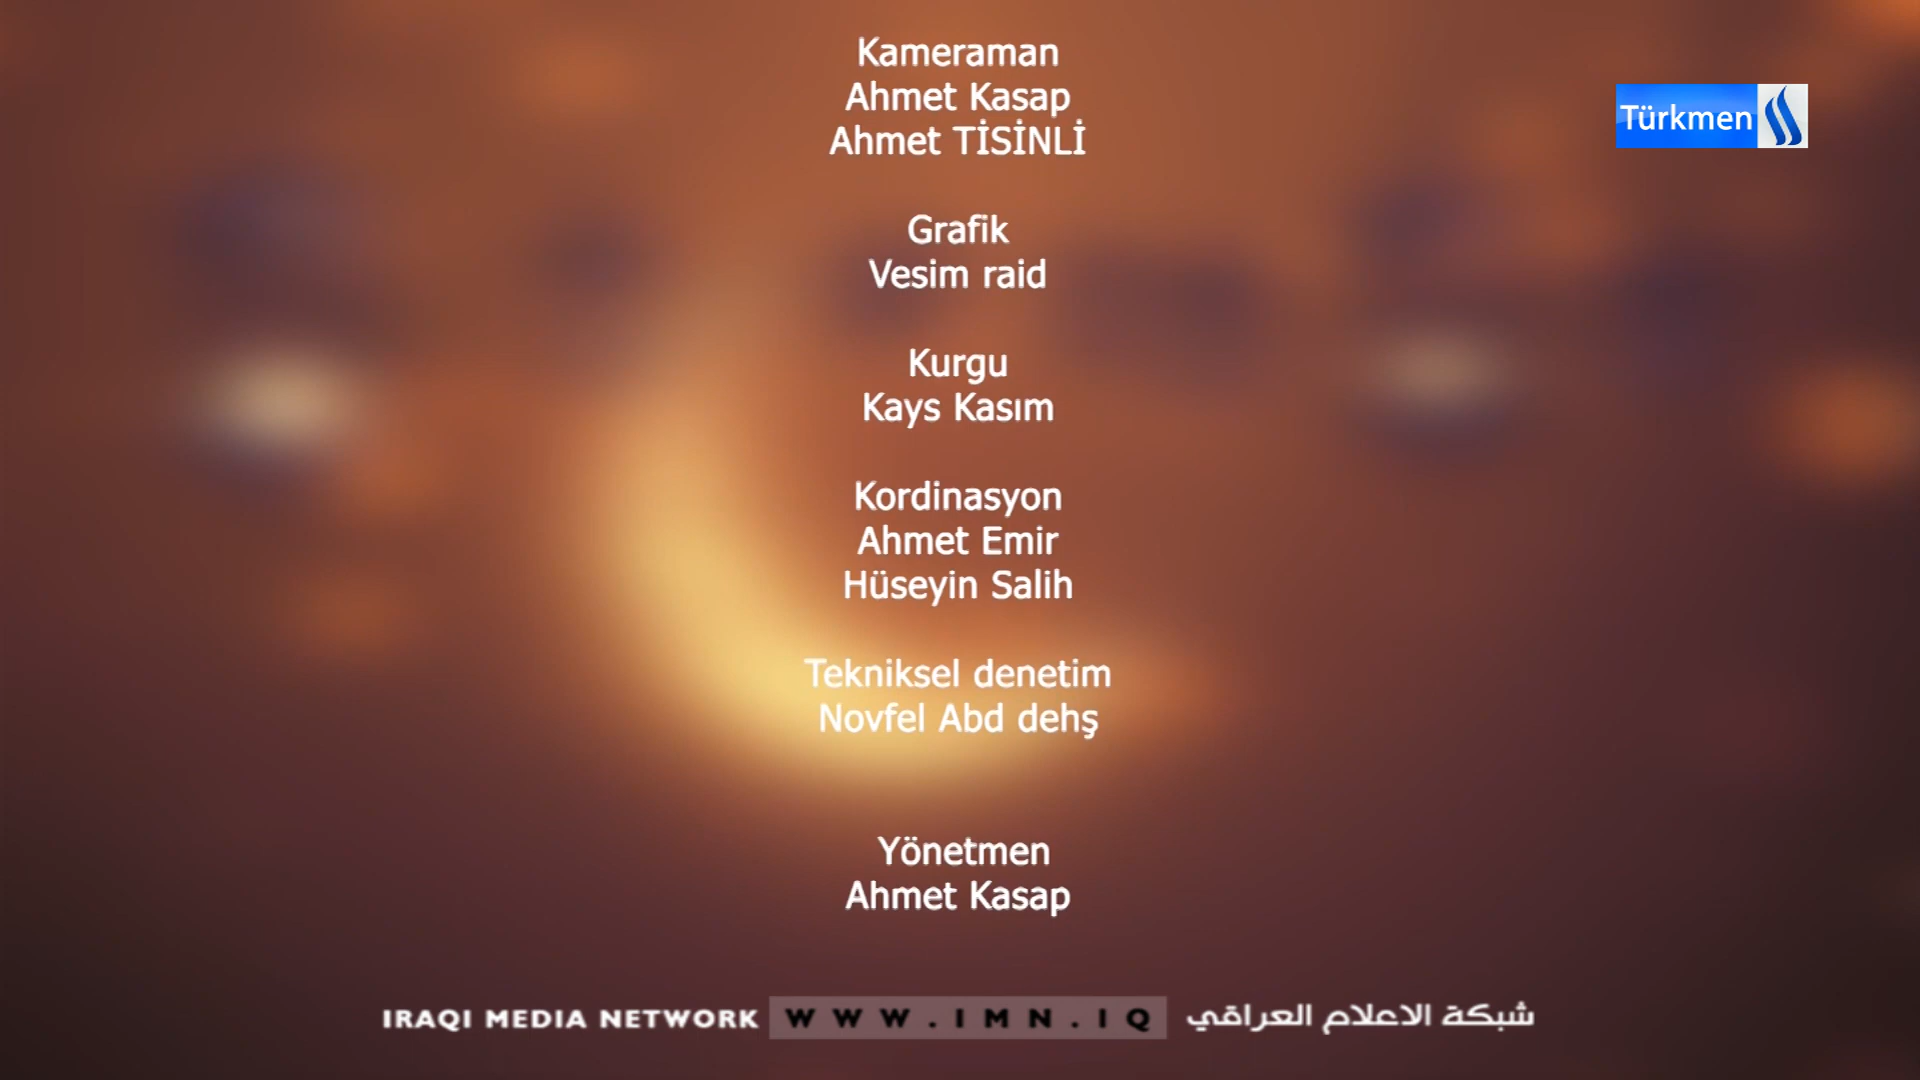 Kameraman
Ahmet Kasap
Ahmet TİSİNLİ
Türkmen
Grafik
Vesim raid
Kurgu
Kays Kasım
Kordinasyon
Ahmet Emir
Hüseyin Salih
Tekniksel denetim
Novfel Abd dehş
Yönetmen
Ahmet Kasap
IRAQI MEDIA NETWORK WWW.IMN.IQ شبكة الاعلام العراقي